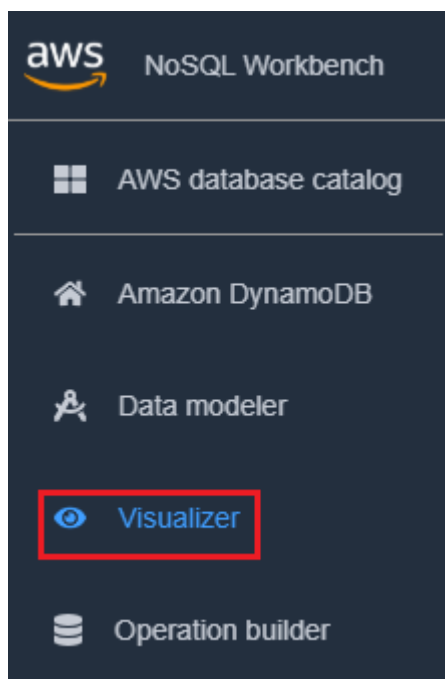 aws NoSQL Workbench
AWS database catalog
Amazon DynamoDB
Data modeler
Visualizer
Operation builder